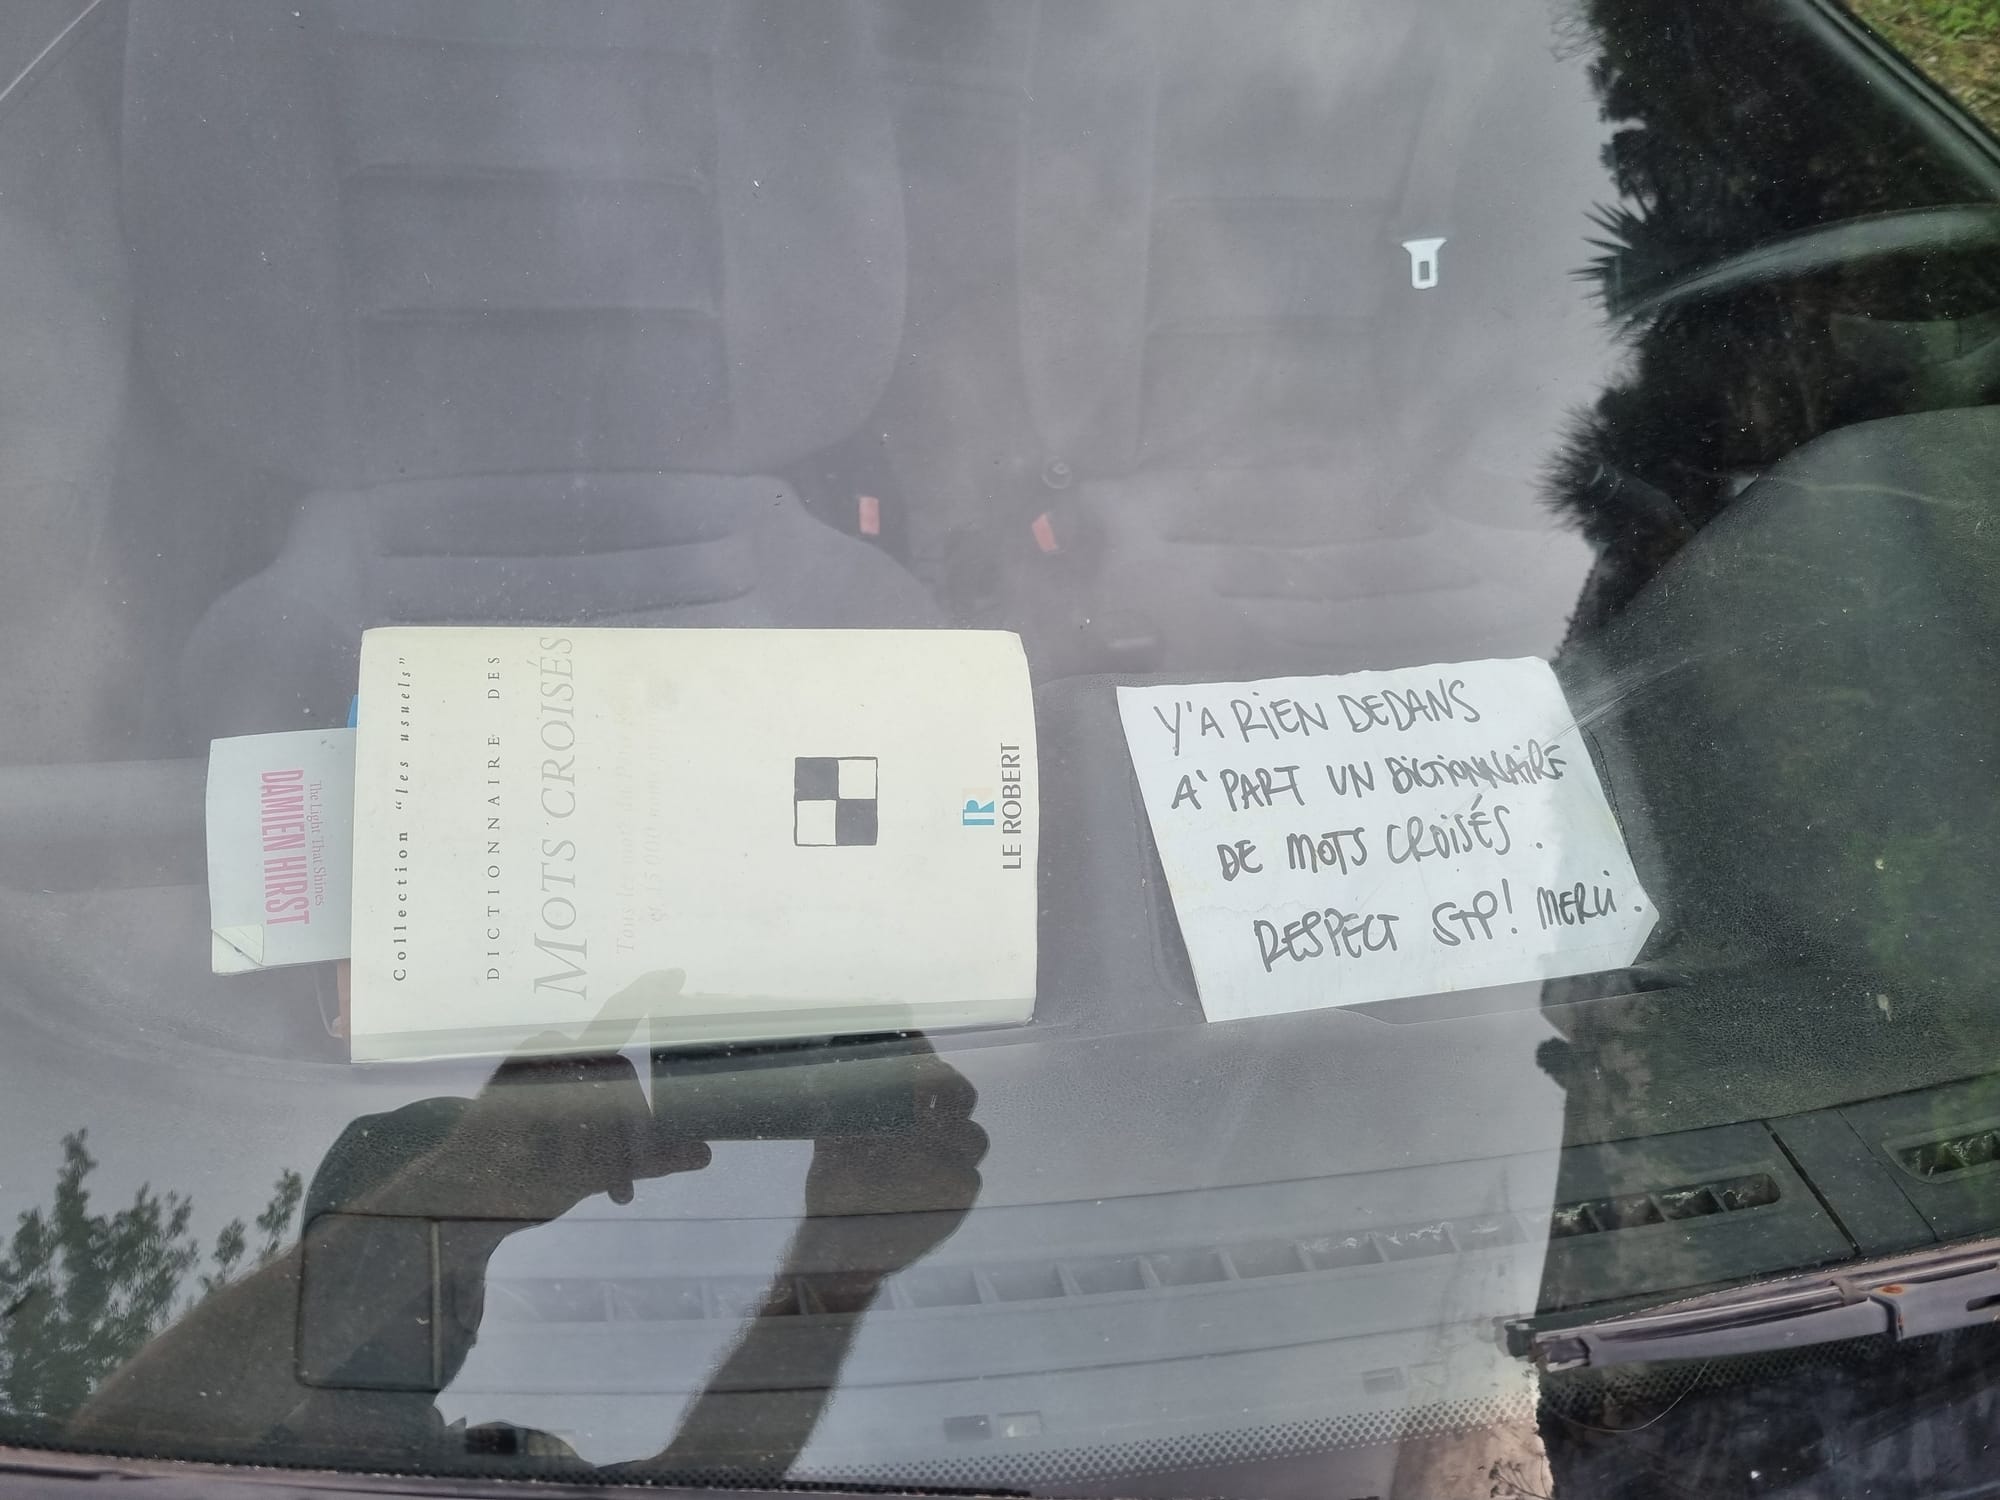 Collection "les usuels"
DICTIONNAIRE DES
MOTS CROISÉS
LE ROBERT
The Light That Shines
DAMIEN HIRST
Y'A RIEN DEDANS
A' PART UN DICTIONNAIRE
DE MOTS CROISÉS.
RESPECT STP! MERCI.